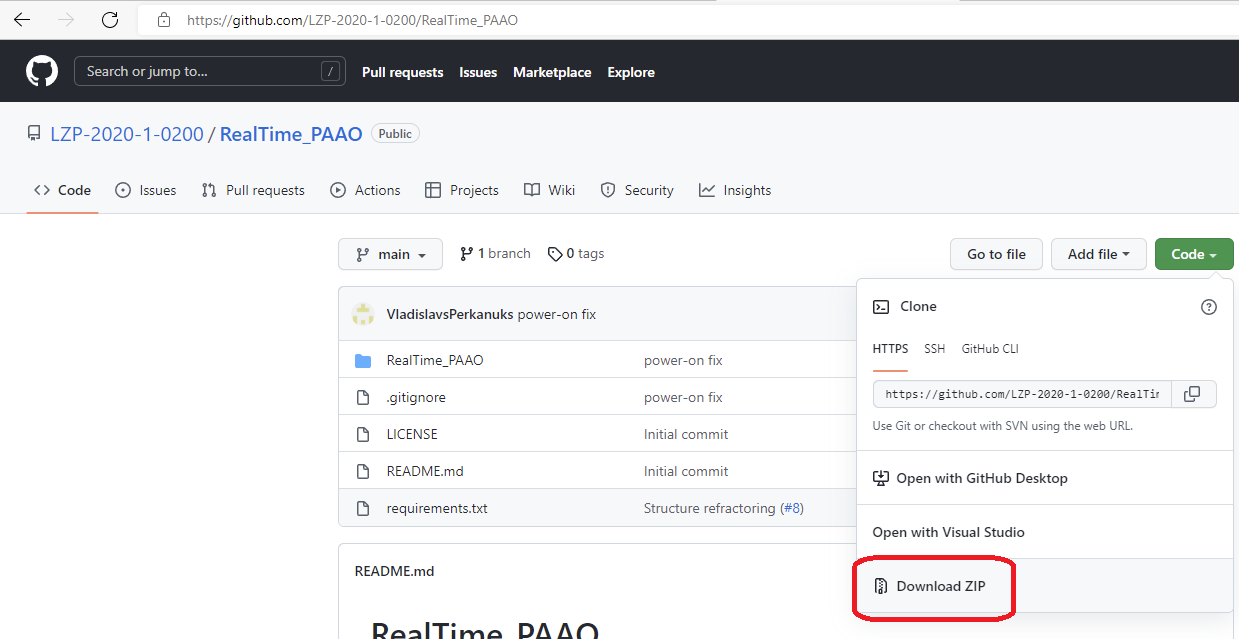 https://github.com/LZP-2020-1-0200/RealTime_PAAO
Search or jump to... /
Pull requests Issues Marketplace Explore
LZP-2020-1-0200 / RealTime_PAAO Public
Code Issues Pull requests Actions Projects Wiki Security Insights
main 1 branch 0 tags Go to file Add file Code
VladislavsPerkanuks power-on fix
RealTime_PAAO power-on fix
.gitignore power-on fix
LICENSE Initial commit
README.md Initial commit
requirements.txt Structure refractoring (#8)
README.md
RealTime_PAAO
Clone
HTTPS SSH GitHub CLI
https://github.com/LZP-2020-1-0200/RealTim
Use Git or checkout with SVN using the web URL.
Open with GitHub Desktop
Open with Visual Studio
Download ZIP